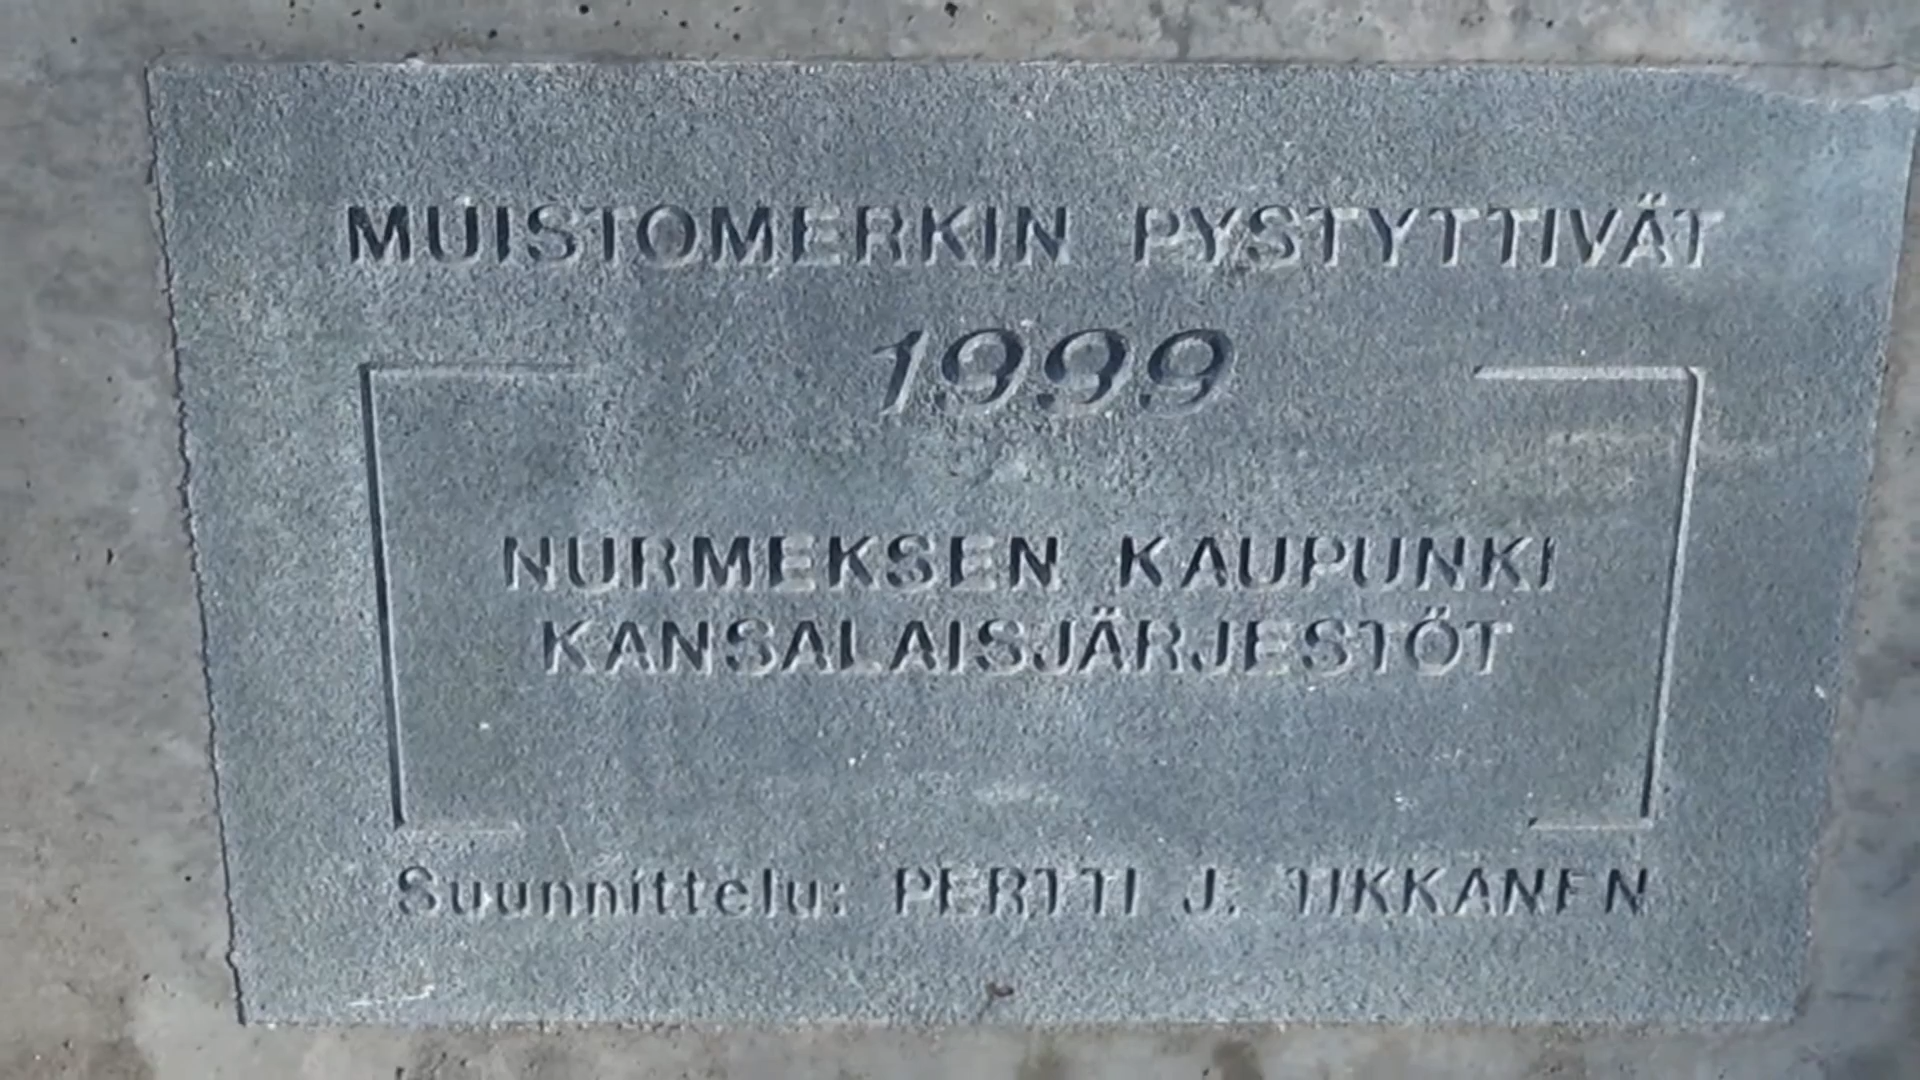 MUISTOMERKIN PYSTYTTIVÄT
1999
NURMEKSEN KAUPUNKI
KANSALAISJÄRJESTÖT
Suunnittelu: PERTTI J. TIKKANEN